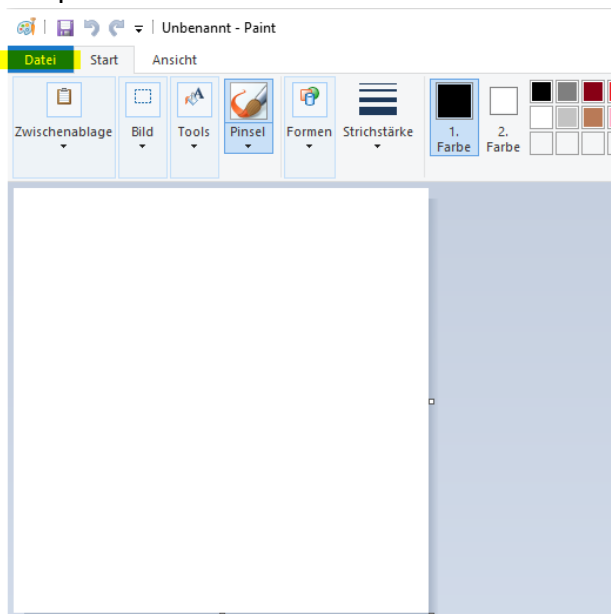 Unbenannt - Paint
Datei Start Ansicht
Zwischenablage Bild Tools Pinsel Formen Strichstärke 1. Farbe 2. Farbe